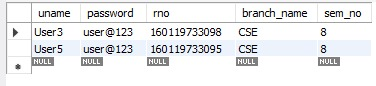 uname password rno branch_name sem_no
User3 user@123 160119733098 CSE 8
User5 user@123 160119733095 CSE 8
NULL NULL NULL NULL NULL